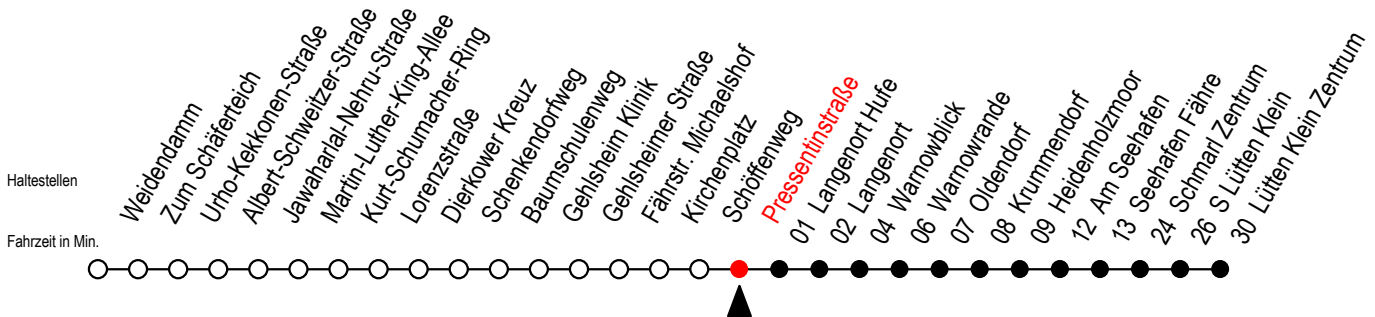 Haltestellen
Fahrzeit in Min.
Weidendamm
Zum Schäferteich
Urho-Kekkonen-Straße
Albert-Schweitzer-Straße
Jawaharlal-Nehru-Straße
Martin-Luther-King-Allee
Kurt-Schumacher-Ring
Lorenzstraße
Dierkower Kreuz
Schenkendorfweg
Baumschulenweg
Gehlsheim Klinik
Gehlsheimer Straße
Fährstr. Michaelshof
Kirchenplatz
Schöffenweg
Pressentinstraße
01 Langenort Hufe
02 Langenort
04 Warnowblick
06 Warnowrande
07 Oldendorf
08 Krummendorf
09 Heidenholzmoor
12 Am Seehafen
13 Seehafen Fähre
24 Schmarl Zentrum
26 S Lütten Klein
30 Lütten Klein Zentrum